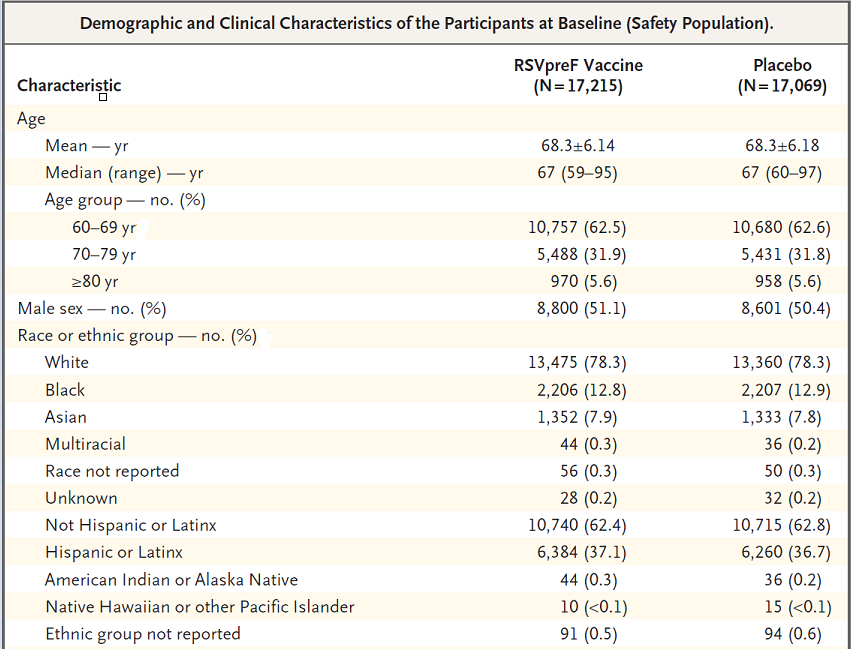 Demographic and Clinical Characteristics of the Participants at Baseline (Safety Population).
Characteristic RSVpreF Vaccine (N=17,215) Placebo (N=17,069)
Age
Mean — yr 68.3±6.14 68.3±6.18
Median (range) — yr 67 (59–95) 67 (60–97)
Age group — no. (%)
60–69 yr 10,757 (62.5) 10,680 (62.6)
70–79 yr 5,488 (31.9) 5,431 (31.8)
≥80 yr 970 (5.6) 958 (5.6)
Male sex — no. (%) 8,800 (51.1) 8,601 (50.4)
Race or ethnic group — no. (%)
White 13,475 (78.3) 13,360 (78.3)
Black 2,206 (12.8) 2,207 (12.9)
Asian 1,352 (7.9) 1,333 (7.8)
Multiracial 44 (0.3) 36 (0.2)
Race not reported 56 (0.3) 50 (0.3)
Unknown 28 (0.2) 32 (0.2)
Not Hispanic or Latinx 10,740 (62.4) 10,715 (62.8)
Hispanic or Latinx 6,384 (37.1) 6,260 (36.7)
American Indian or Alaska Native 44 (0.3) 36 (0.2)
Native Hawaiian or other Pacific Islander 10 (<0.1) 15 (<0.1)
Ethnic group not reported 91 (0.5) 94 (0.6)